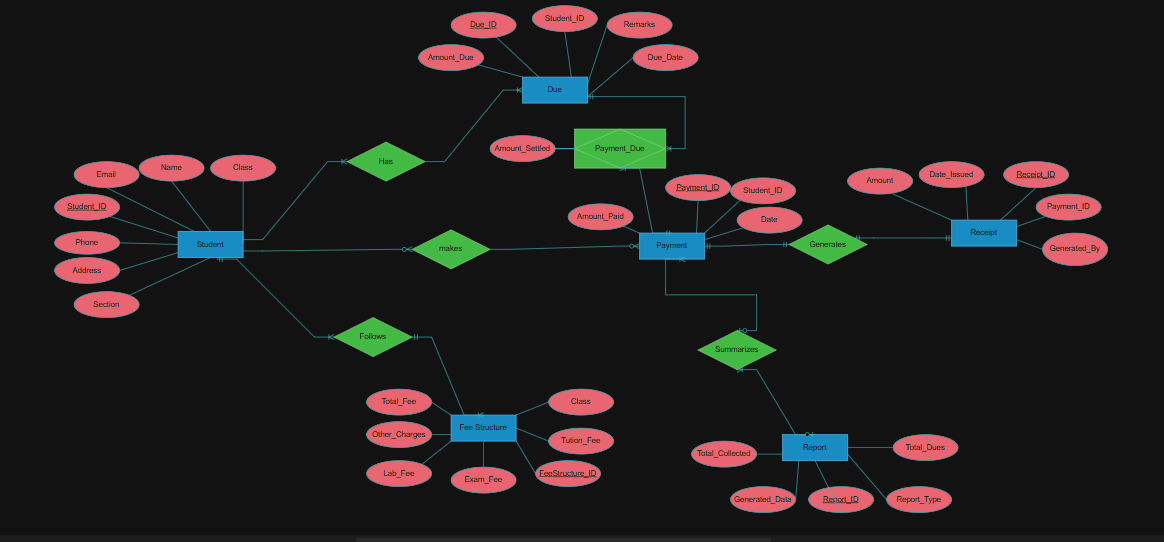 Due_ID
Student_ID
Remarks
Amount_Due
Due_Date
Due
Amount_Settled
Payment_Due
Has
Email
Name
Class
Student_ID
Phone
Address
Section
Student
makes
Amount_Paid
Payment_ID
Student_ID
Date
Payment
Generates
Amount
Date_Issued
Receipt_ID
Payment_ID
Generated_By
Receipt
Follows
Summarizes
Total_Fee
Other_Charges
Lab_Fee
Exam_Fee
Fee Structure
Class
Tution_Fee
FeeStructure_ID
Report
Total_Collected
Total_Dues
Generated_Data
Report_ID
Report_Type